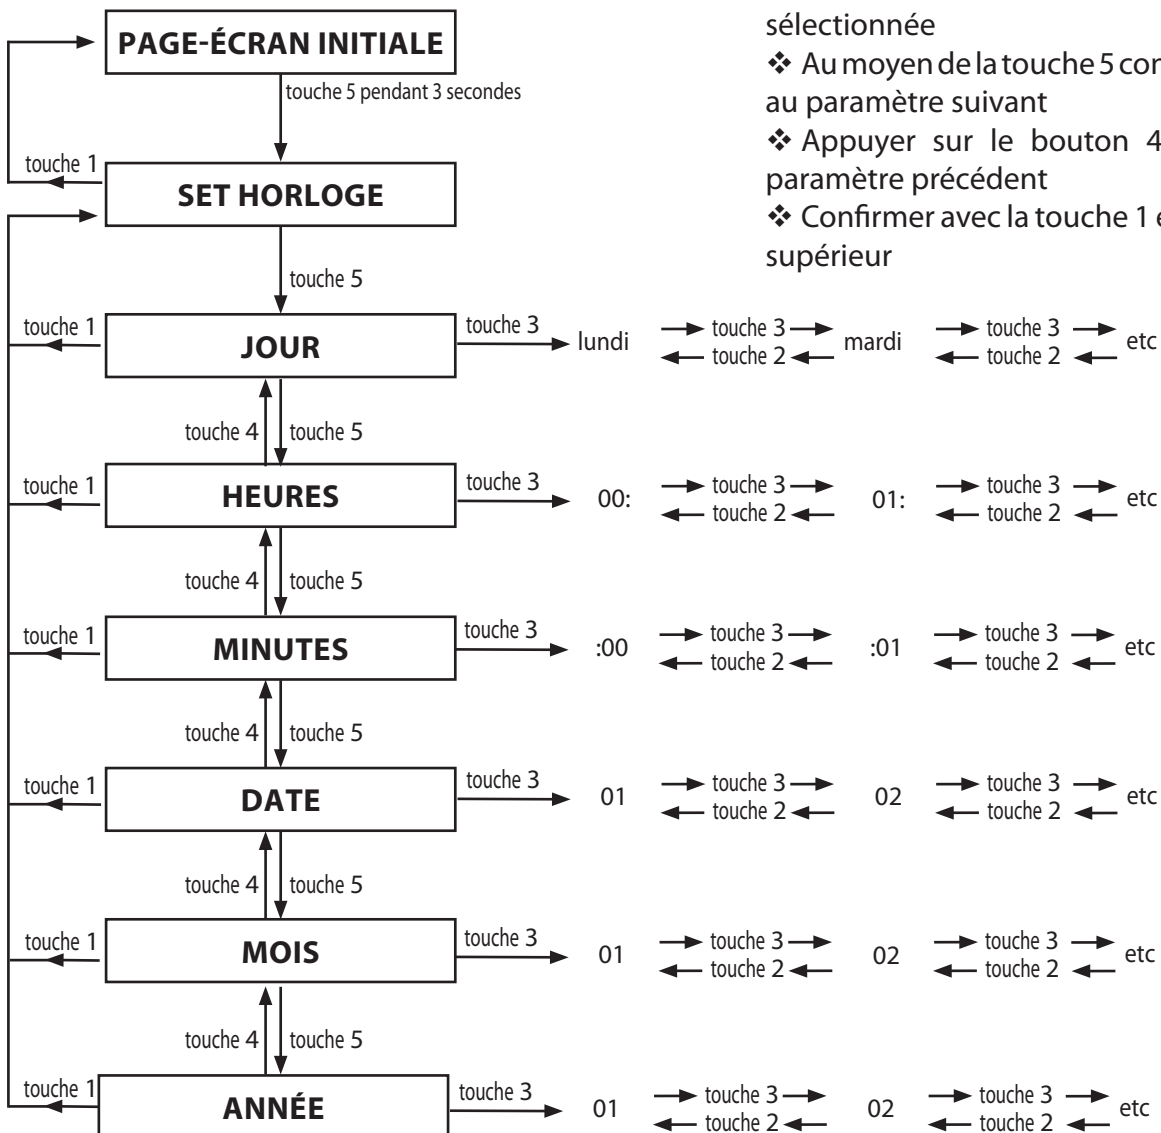 PAGE-ÉCRAN INITIALE
touche 5 pendant 3 secondes
touche 1
SET HORLOGE
sélectionnée
❖ Au moyen de la touche 5 con
au paramètre suivant
❖ Appuyer sur le bouton 4
paramètre précédent
❖ Confirmer avec la touche 1 e
supérieur
touche 5
touche 1
JOUR
touche 3
lundi
touche 3
touche 2
mardi
touche 3
touche 2
etc
touche 4
touche 5
touche 1
HEURES
touche 3
00:
touche 3
touche 2
01:
touche 3
touche 2
etc
touche 4
touche 5
touche 1
MINUTES
touche 3
:00
touche 3
touche 2
:01
touche 3
touche 2
etc
touche 4
touche 5
touche 1
DATE
touche 3
01
touche 3
touche 2
02
touche 3
touche 2
etc
touche 4
touche 5
touche 1
MOIS
touche 3
01
touche 3
touche 2
02
touche 3
touche 2
etc
touche 4
touche 5
touche 1
ANNÉE
touche 3
01
touche 3
touche 2
02
touche 3
touche 2
etc